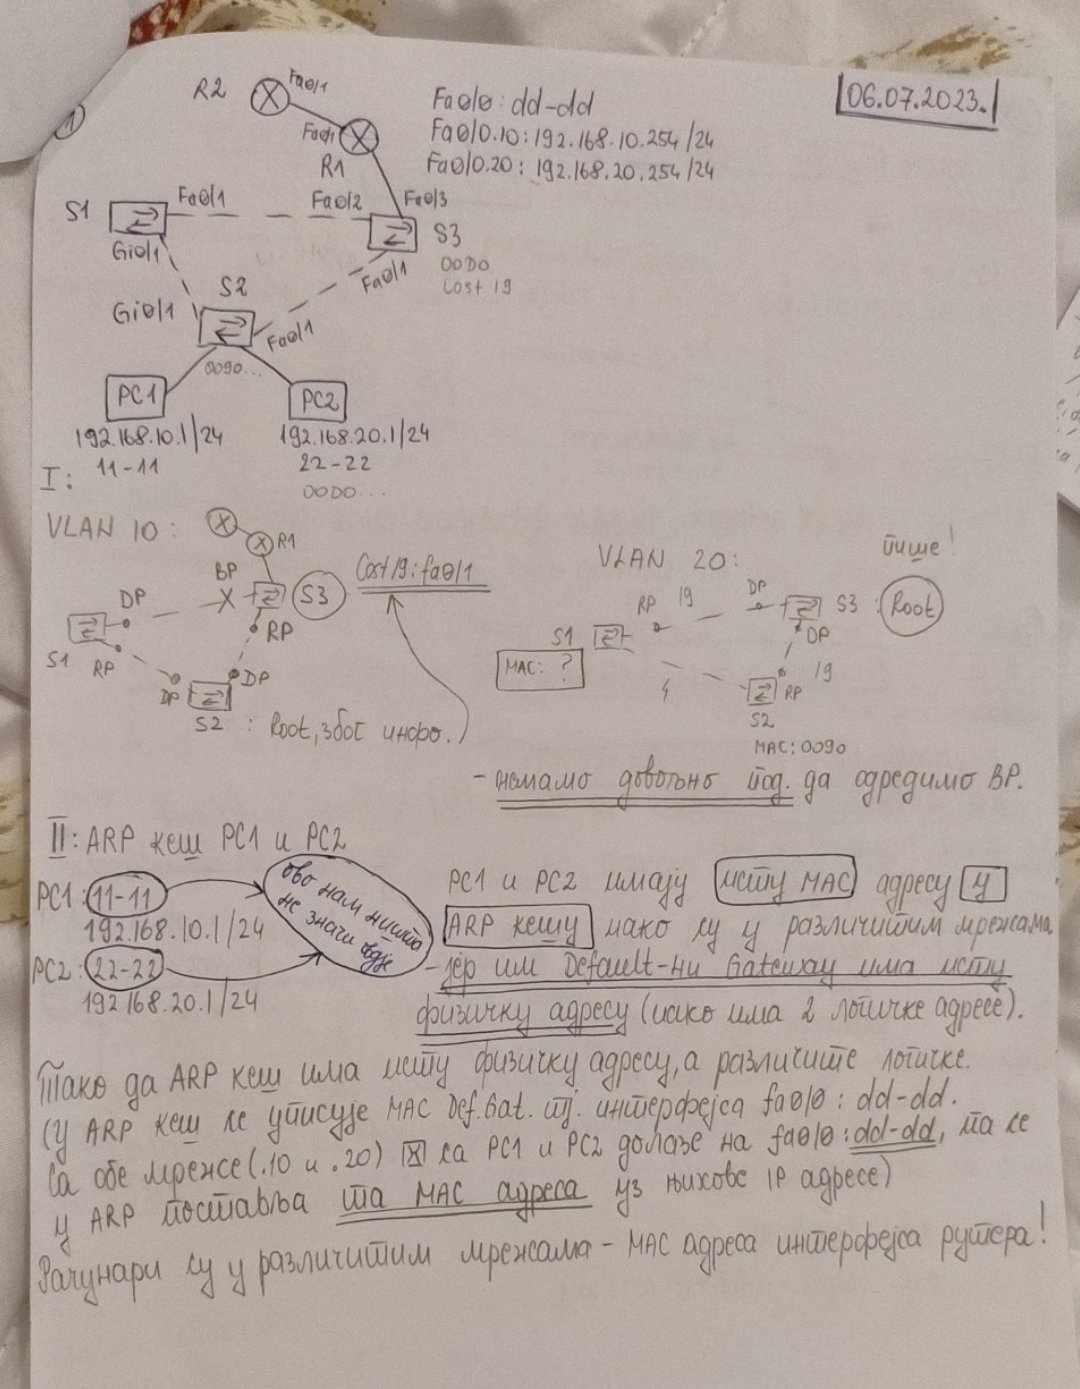 06.07.2023.
1
R2
Fa0/1
Fa0/1
R1
Fa0/0: dd-dd
Fa0/0.10: 192.168.10.254/24
Fa0/0.20: 192.168.20.254/24
S1
Fa0/1
Fa0/2
Fa0/3
S3
00D0
Cost 19
Gi0/1
Fa0/1
S2
Gi0/1
Fa0/1
0090...
PC1
PC2
192.168.10.1/24
192.168.20.1/24
11-11
22-22
00D0...
I:
VLAN 10:
R1
BP
Cost 19: fa0/1
DP
S3
RP
S1
RP
DP
DP
S2 : Root, због инфо.
VLAN 20:
пише!
RP 19
DP
S3 : Root
S1
DP
MAC: ?
19
4
RP
S2
MAC: 0090
- немамо довољно под. да одредимо BP.
II: ARP кеш PC1 и PC2
PC1: 11-11
192.168.10.1/24
PC2: 22-22
192.168.20.1/24
ово нам ништа
не значи овде
PC1 и PC2 имају исту MAC адресу у
ARP кешу иако су у различитим мрежама
- јер им Default-ни Gateway има исту
физичку адресу (иако има 2 логичке адресе).
Тако да ARP кеш има исту физичку адресу, а различите логичке.
(У ARP кеш се уписује MAC Def.Gat. тј. интерфејса fa0/0: dd-dd.
Са обе мреже (.10 и .20) са PC1 и PC2 долазе на fa0/0: dd-dd, па се
у ARP поставља та MAC адреса уз њихове IP адресе)
Рачунари су у различитим мрежама - MAC адреса интерфејса рутера!